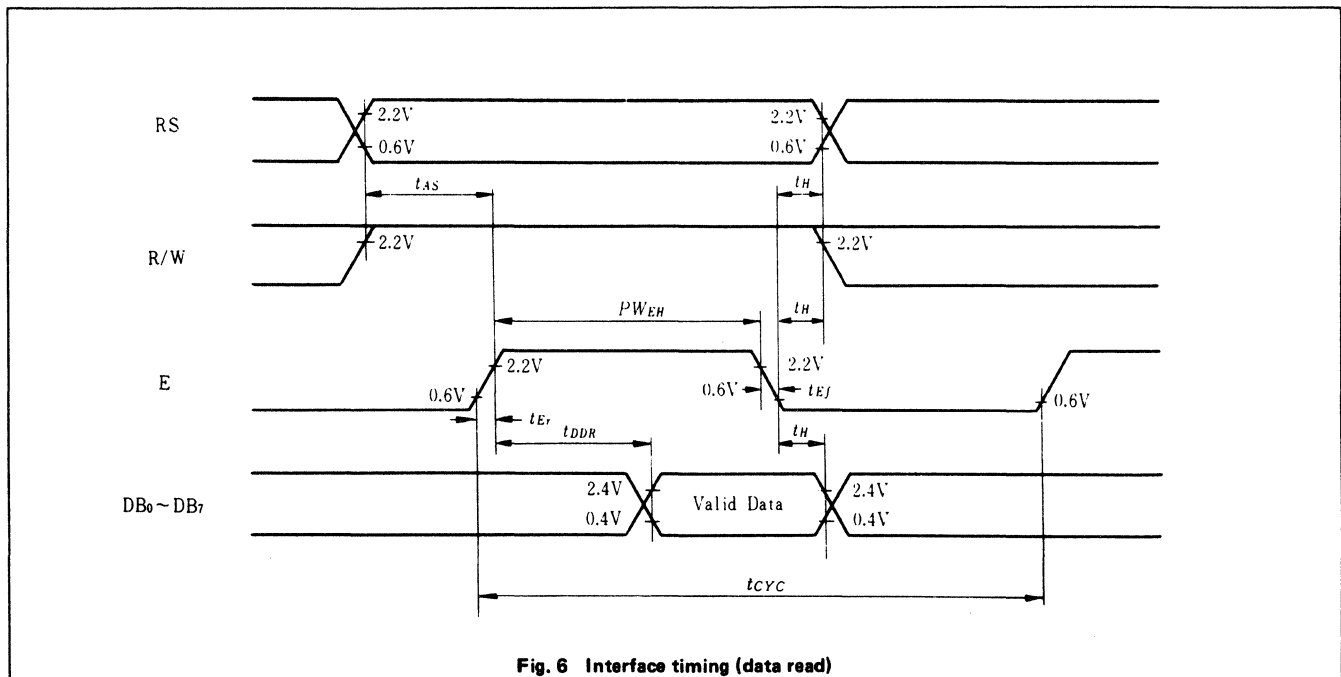 RS
2.2V
0.6V
2.2V
0.6V
tAS
tH
R/W
2.2V
2.2V
PWEH
tH
E
2.2V
0.6V
2.2V
0.6V
tEf
0.6V
tEr
tDDR
tH
DB0~DB7
2.4V
0.4V
Valid Data
2.4V
0.4V
tCYC
Fig. 6 Interface timing (data read)